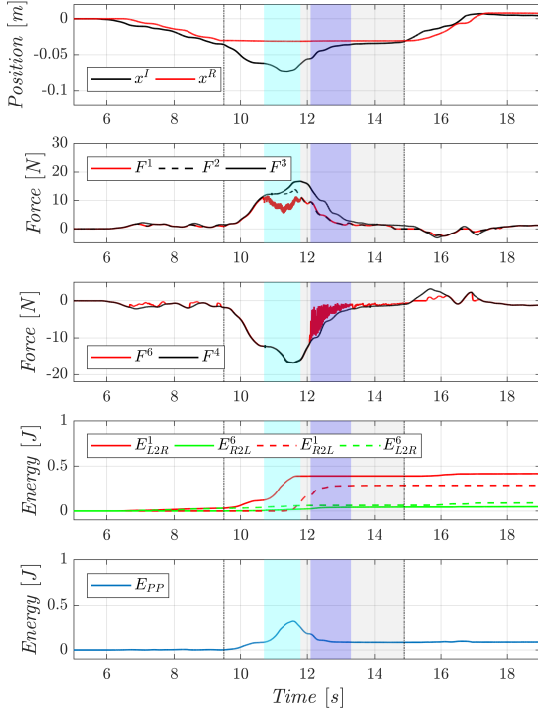 Position [m]
0
-0.05
-0.1
x^I x^R
6 8 10 12 14 16 18
Force [N]
30
20
10
0
F^1 F^2 F^3
6 8 10 12 14 16 18
Force [N]
0
-10
-20
F^6
F^4
6 8 10 12 14 16 18
Energy [J]
1
0.5
0
E^1_{L2R} E^6_{R2L} E^1_{R2L} E^6_{L2R}
6 8 10 12 14 16 18
Energy [J]
1
0.5
0
E_{PP}
6 8 10 12 14 16 18
Time [s]